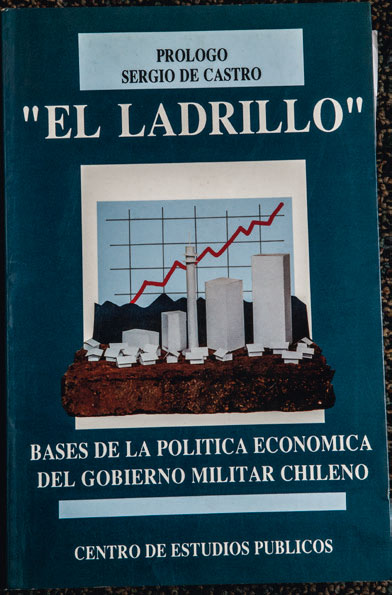 PROLOGO
SERGIO DE CASTRO
"EL LADRILLO"
BASES DE LA POLITICA ECONOMICA
DEL GOBIERNO MILITAR CHILENO
CENTRO DE ESTUDIOS PUBLICOS